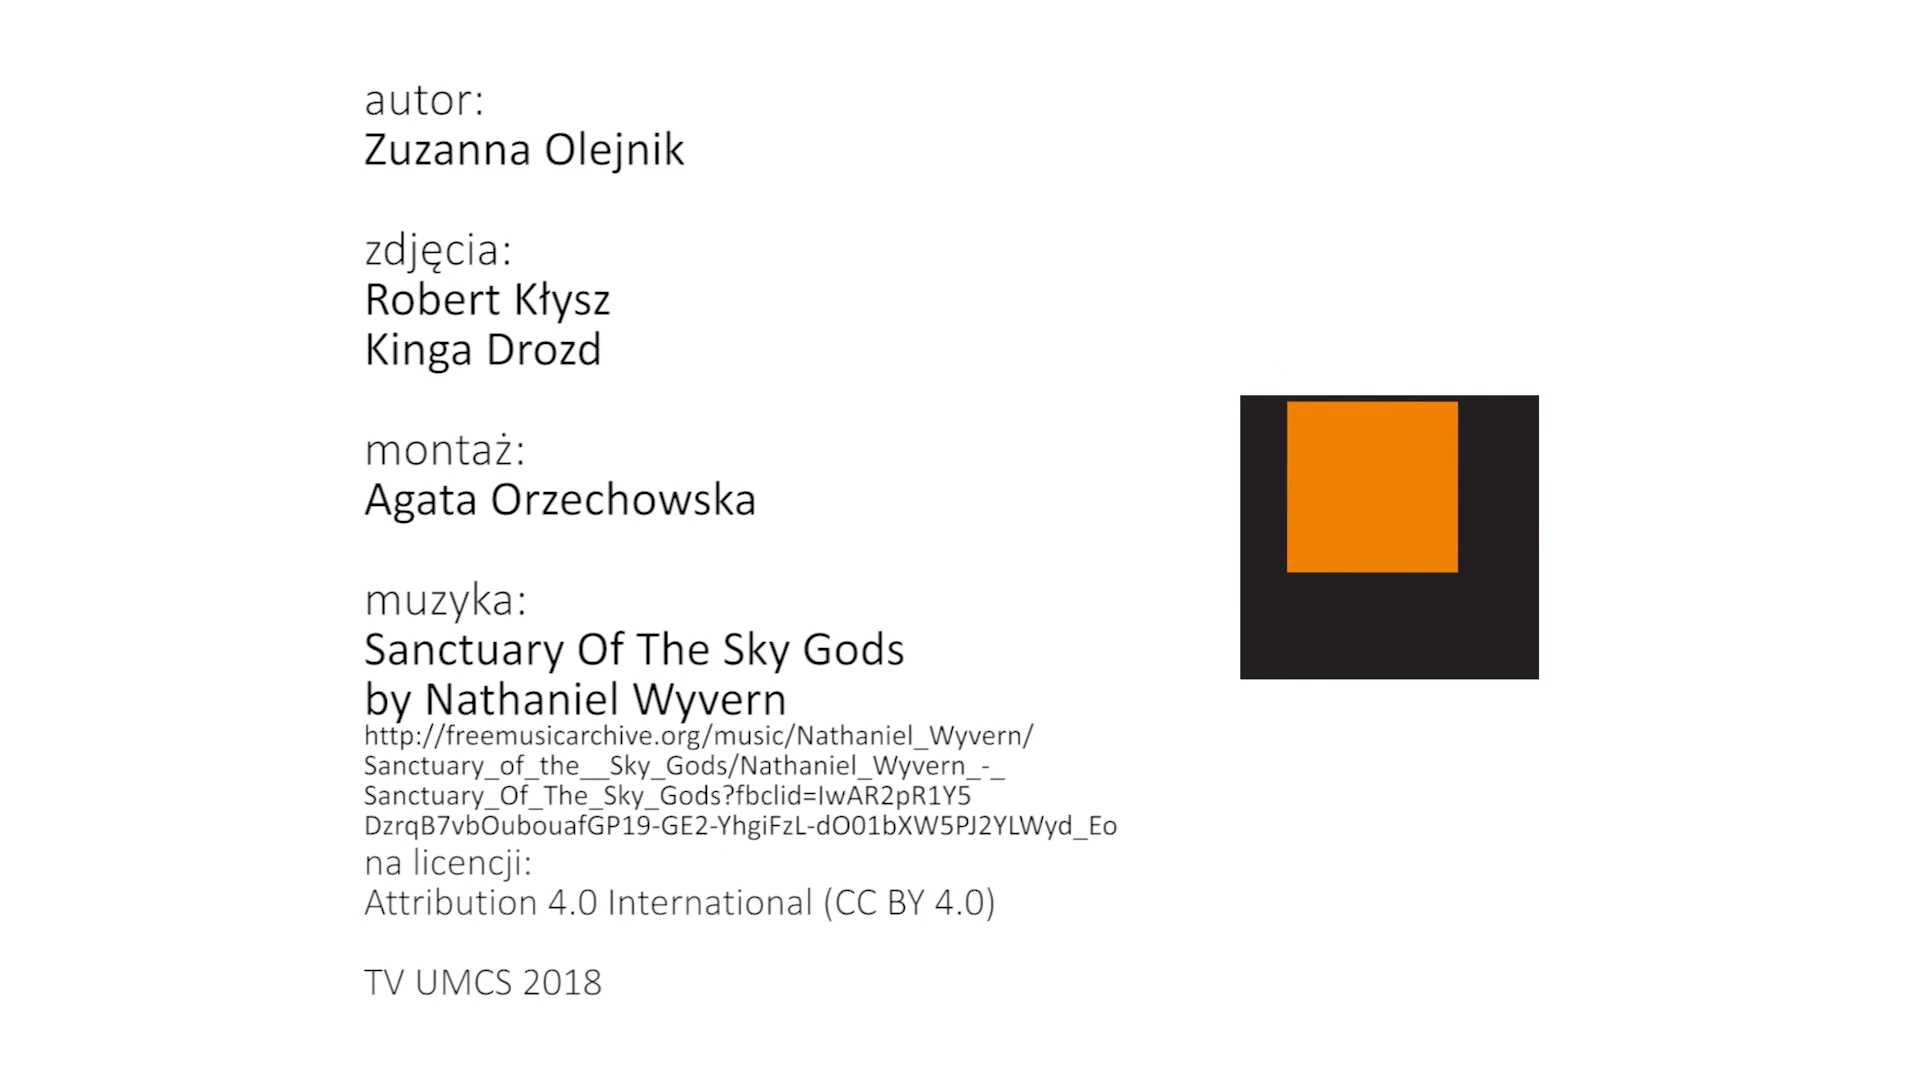 autor:
Zuzanna Olejnik
zdjęcia:
Robert Kłysz
Kinga Drozd
montaż:
Agata Orzechowska
muzyka:
Sanctuary Of The Sky Gods
by Nathaniel Wyvern
http://freemusicarchive.org/music/Nathaniel_Wyvern/
Sanctuary_of_the__Sky_Gods/Nathaniel_Wyvern_-_
Sanctuary_Of_The_Sky_Gods?fbclid=IwAR2pR1Y5
DzrqB7vbOubouafGP19-GE2-YhgiFzL-dO01bXW5PJ2YLWyd_Eo
na licencji:
Attribution 4.0 International (CC BY 4.0)
TV UMCS 2018